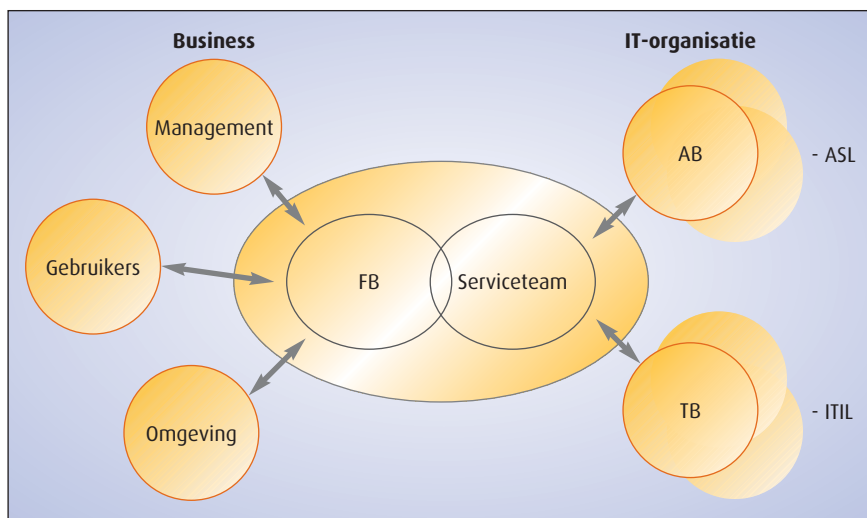 Business
IT-organisatie
Management
AB
- ASL
Gebruikers
FB
Serviceteam
Omgeving
TB
- ITIL